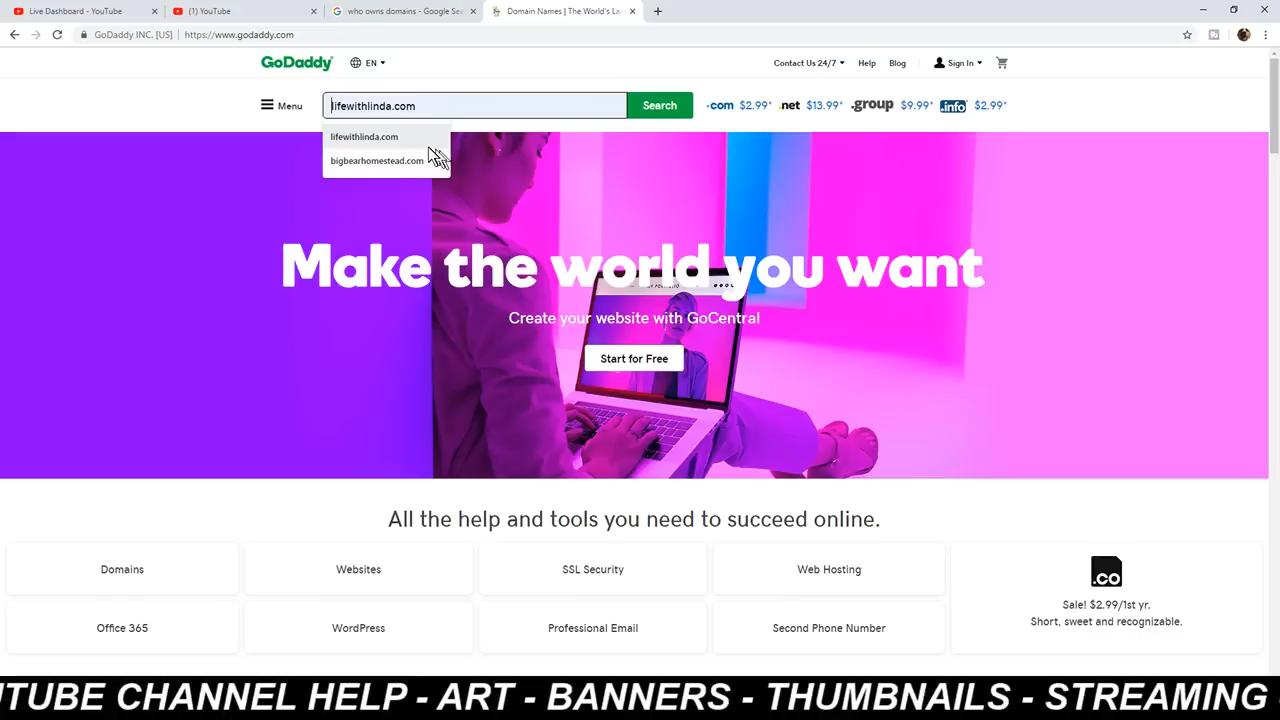 Live Dashboard - YouTube
(1) YouTube
who owns domains - Google Sea
Domain Names | The World's La
GoDaddy INC. [US] | https://www.godaddy.com
GoDaddy
EN
Contact Us 24/7
Help
Blog
Sign In
Menu
lifewithlinda.com
Search
.com $2.99*
.net $13.99*
.group $9.99*
.info $2.99*
lifewithlinda.com
bigbearhomestead.com
Make the world you want
Create your website with GoCentral
Start for Free
All the help and tools you need to succeed online.
Domains
Websites
SSL Security
Web Hosting
.co
Sale! $2.99/1st yr.
Short, sweet and recognizable.
Office 365
WordPress
Professional Email
Second Phone Number
UTUBE CHANNEL HELP - ART - BANNERS - THUMBNAILS - STREAMING